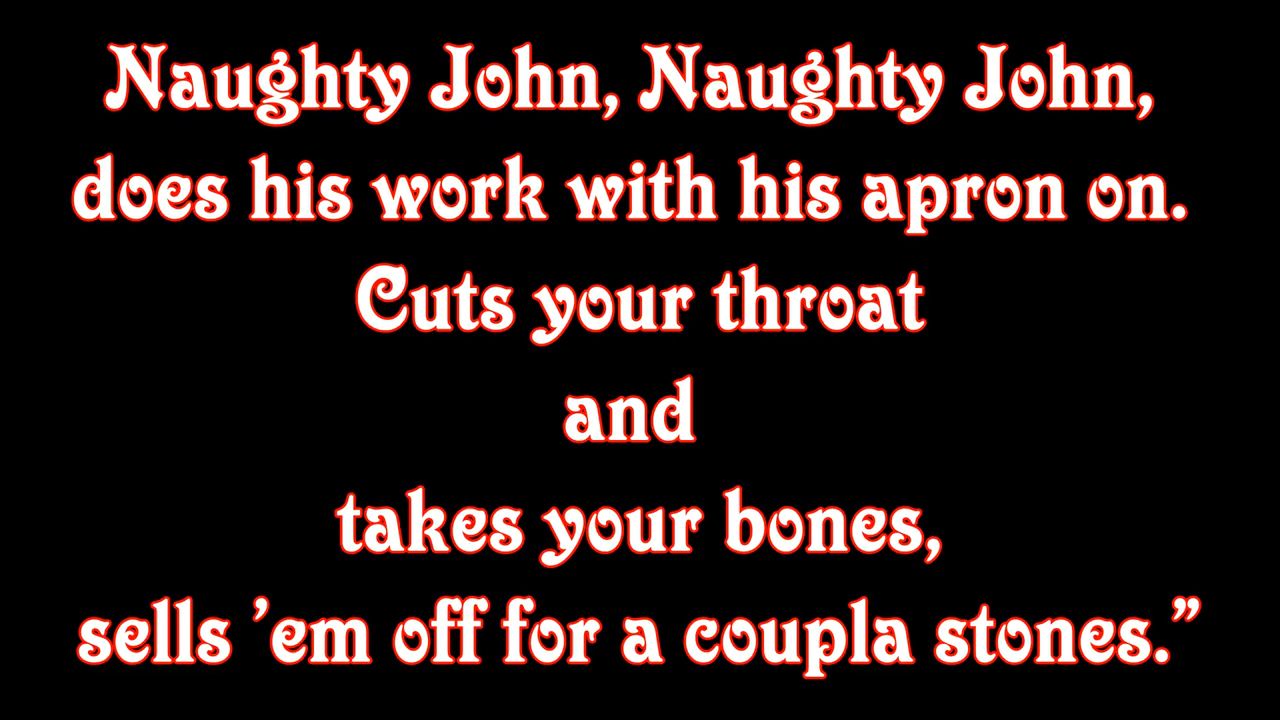 Naughty John, Naughty John,
does his work with his apron on.
Cuts your throat
and
takes your bones,
sells ’em off for a coupla stones.”